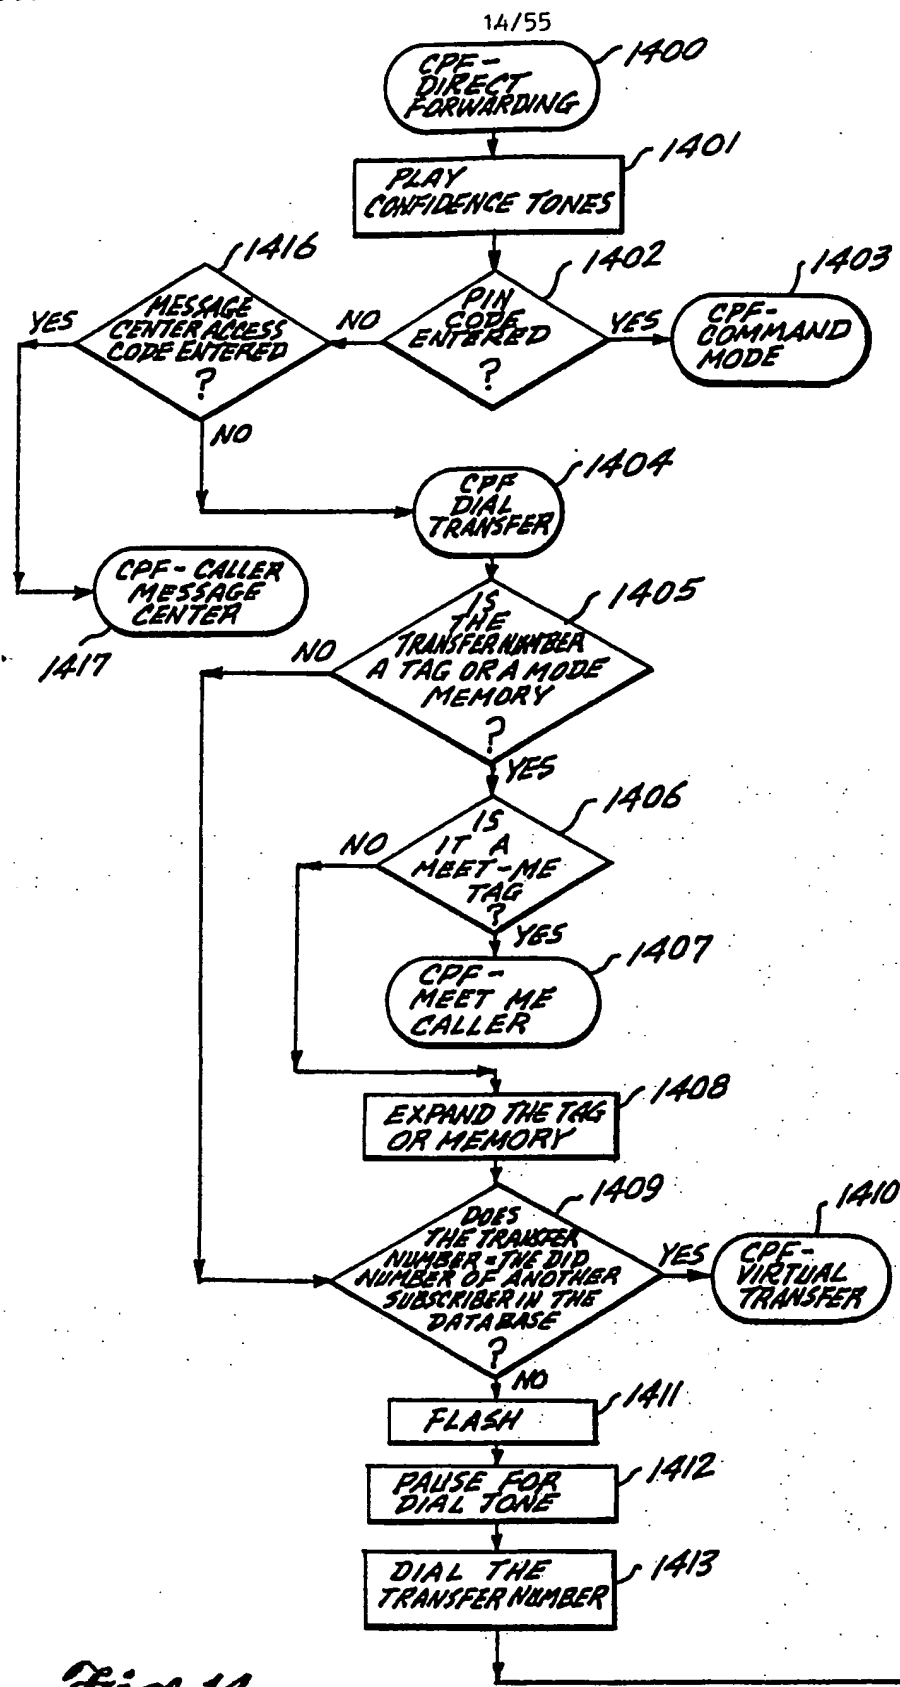 14/55
CPF-
DIRECT
FORWARDING
1400
PLAY
CONFIDENCE TONES
1401
PIN
CODE
ENTERED
?
1402
YES
CPF-
COMMAND
MODE
1403
NO
MESSAGE
CENTER ACCESS
CODE ENTERED
?
1416
YES
NO
CPF
DIAL
TRANSFER
1404
CPF-CALLER
MESSAGE
CENTER
1417
IS
THE
TRANSFER NUMBER
A TAG OR A MODE
MEMORY
?
1405
NO
YES
IS
IT A
MEET-ME
TAG
?
1406
NO
YES
CPF-
MEET ME
CALLER
1407
EXPAND THE TAG
OR MEMORY
1408
DOES
THE TRANSFER
NUMBER = THE DID
NUMBER OF ANOTHER
SUBSCRIBER IN THE
DATABASE
?
1409
YES
CPF-
VIRTUAL
TRANSFER
1410
NO
FLASH
1411
PAUSE FOR
DIAL TONE
1412
DIAL THE
TRANSFER NUMBER
1413
Fig. 14